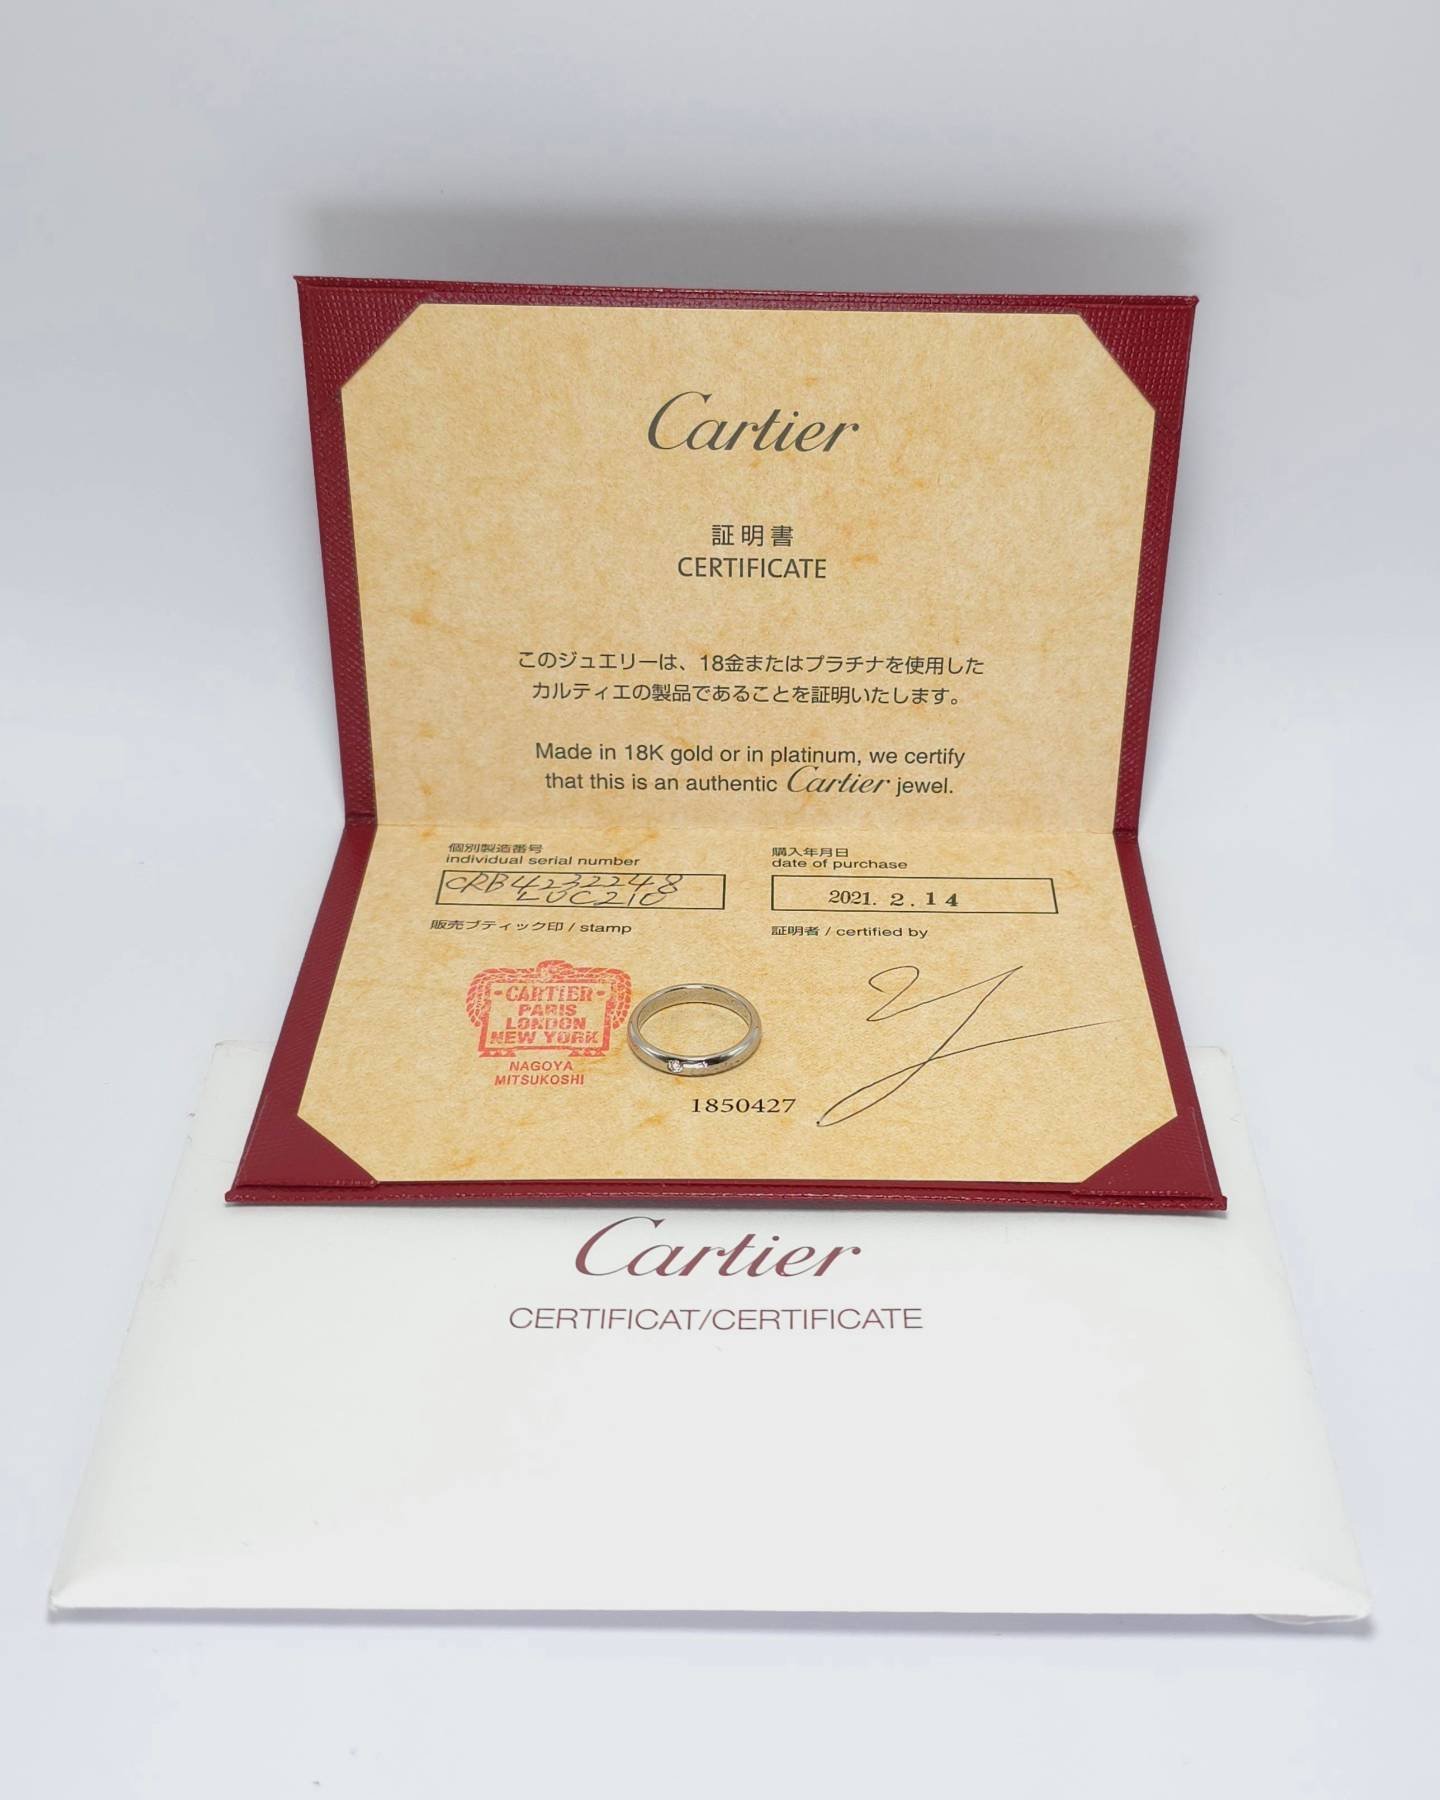 Cartier
証明書
CERTIFICATE
このジュエリーは、18金またはプラチナを使用した
カルティエの製品であることを証明いたします。
Made in 18K gold or in platinum, we certify
that this is an authentic Cartier jewel.
個別製造番号
individual serial number
CRB4232248
LUC210
購入年月日
date of purchase
2021. 2. 14
販売ブティック印 / stamp
証明者 / certified by
CARTIER
PARIS
LONDON
NEW YORK
NAGOYA
MITSUKOSHI
1850427
Cartier
CERTIFICAT/CERTIFICATE